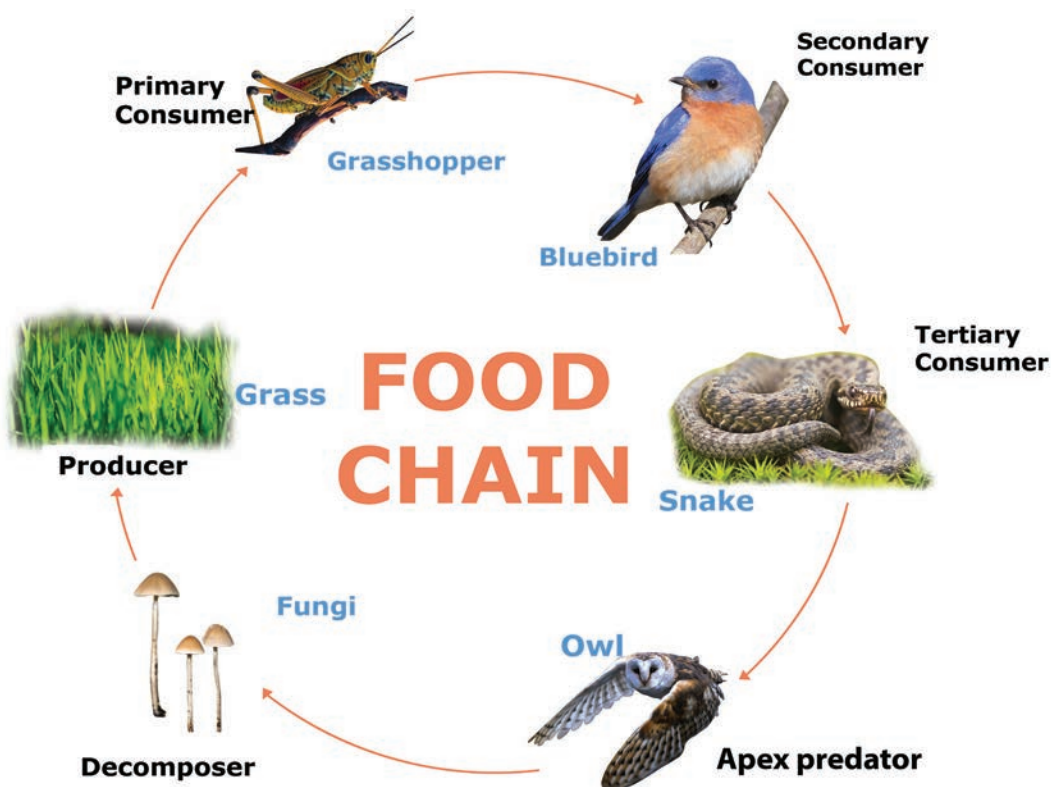 Primary
Consumer
Grasshopper
Secondary
Consumer
Bluebird
Tertiary
Consumer
Snake
Owl
Apex predator
Fungi
Decomposer
Grass
Producer
FOOD
CHAIN